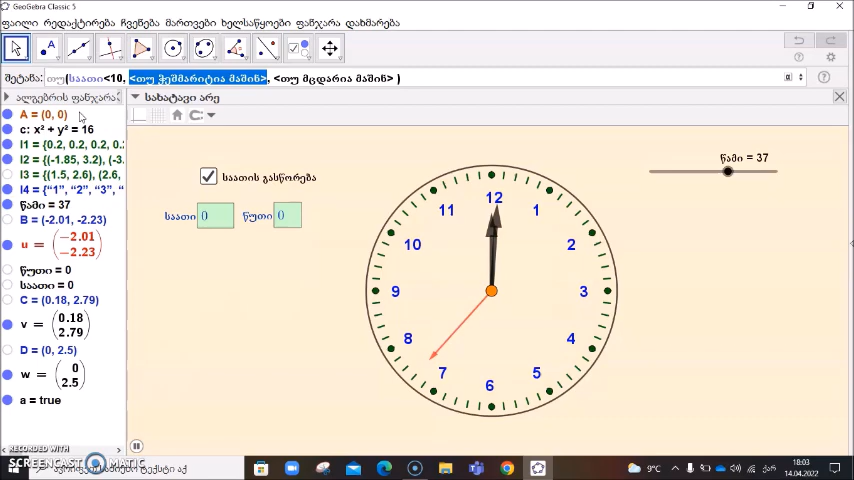 GeoGebra Classic 5
ფაილი რედაქტირება ჩვენება მართვები ხელსაწყოები ფანჯარა დახმარება
შეტანა: თუ(საათი<10, <თუ ჭეშმარიტია მაშინ>, <თუ მცდარია მაშინ> )
ალგებრის ფანჯარა
სახატავი არე
A = (0, 0)
c: x² + y² = 16
l1 = {0.2, 0.2, 0.2, 0.2
l2 = {(-1.85, 3.2), (-3.
l3 = {(1.5, 2.6), (2.6,
l4 = {“1”, “2”, “3”, “
წამი = 37
B = (-2.01, -2.23)
u = (−2.01
−2.23)
წუთი = 0
საათი = 0
C = (0.18, 2.79)
v = (0.18
2.79)
D = (0, 2.5)
w = (0
2.5)
a = true
საათის გასწორება
საათი 0 წუთი 0
წამი = 37
12
11 1
10 2
9 3
8 4
7 5
6
RECORDED WITH
SCREENCAST MATIC
9°C
ქარ
18:03
14.04.2022